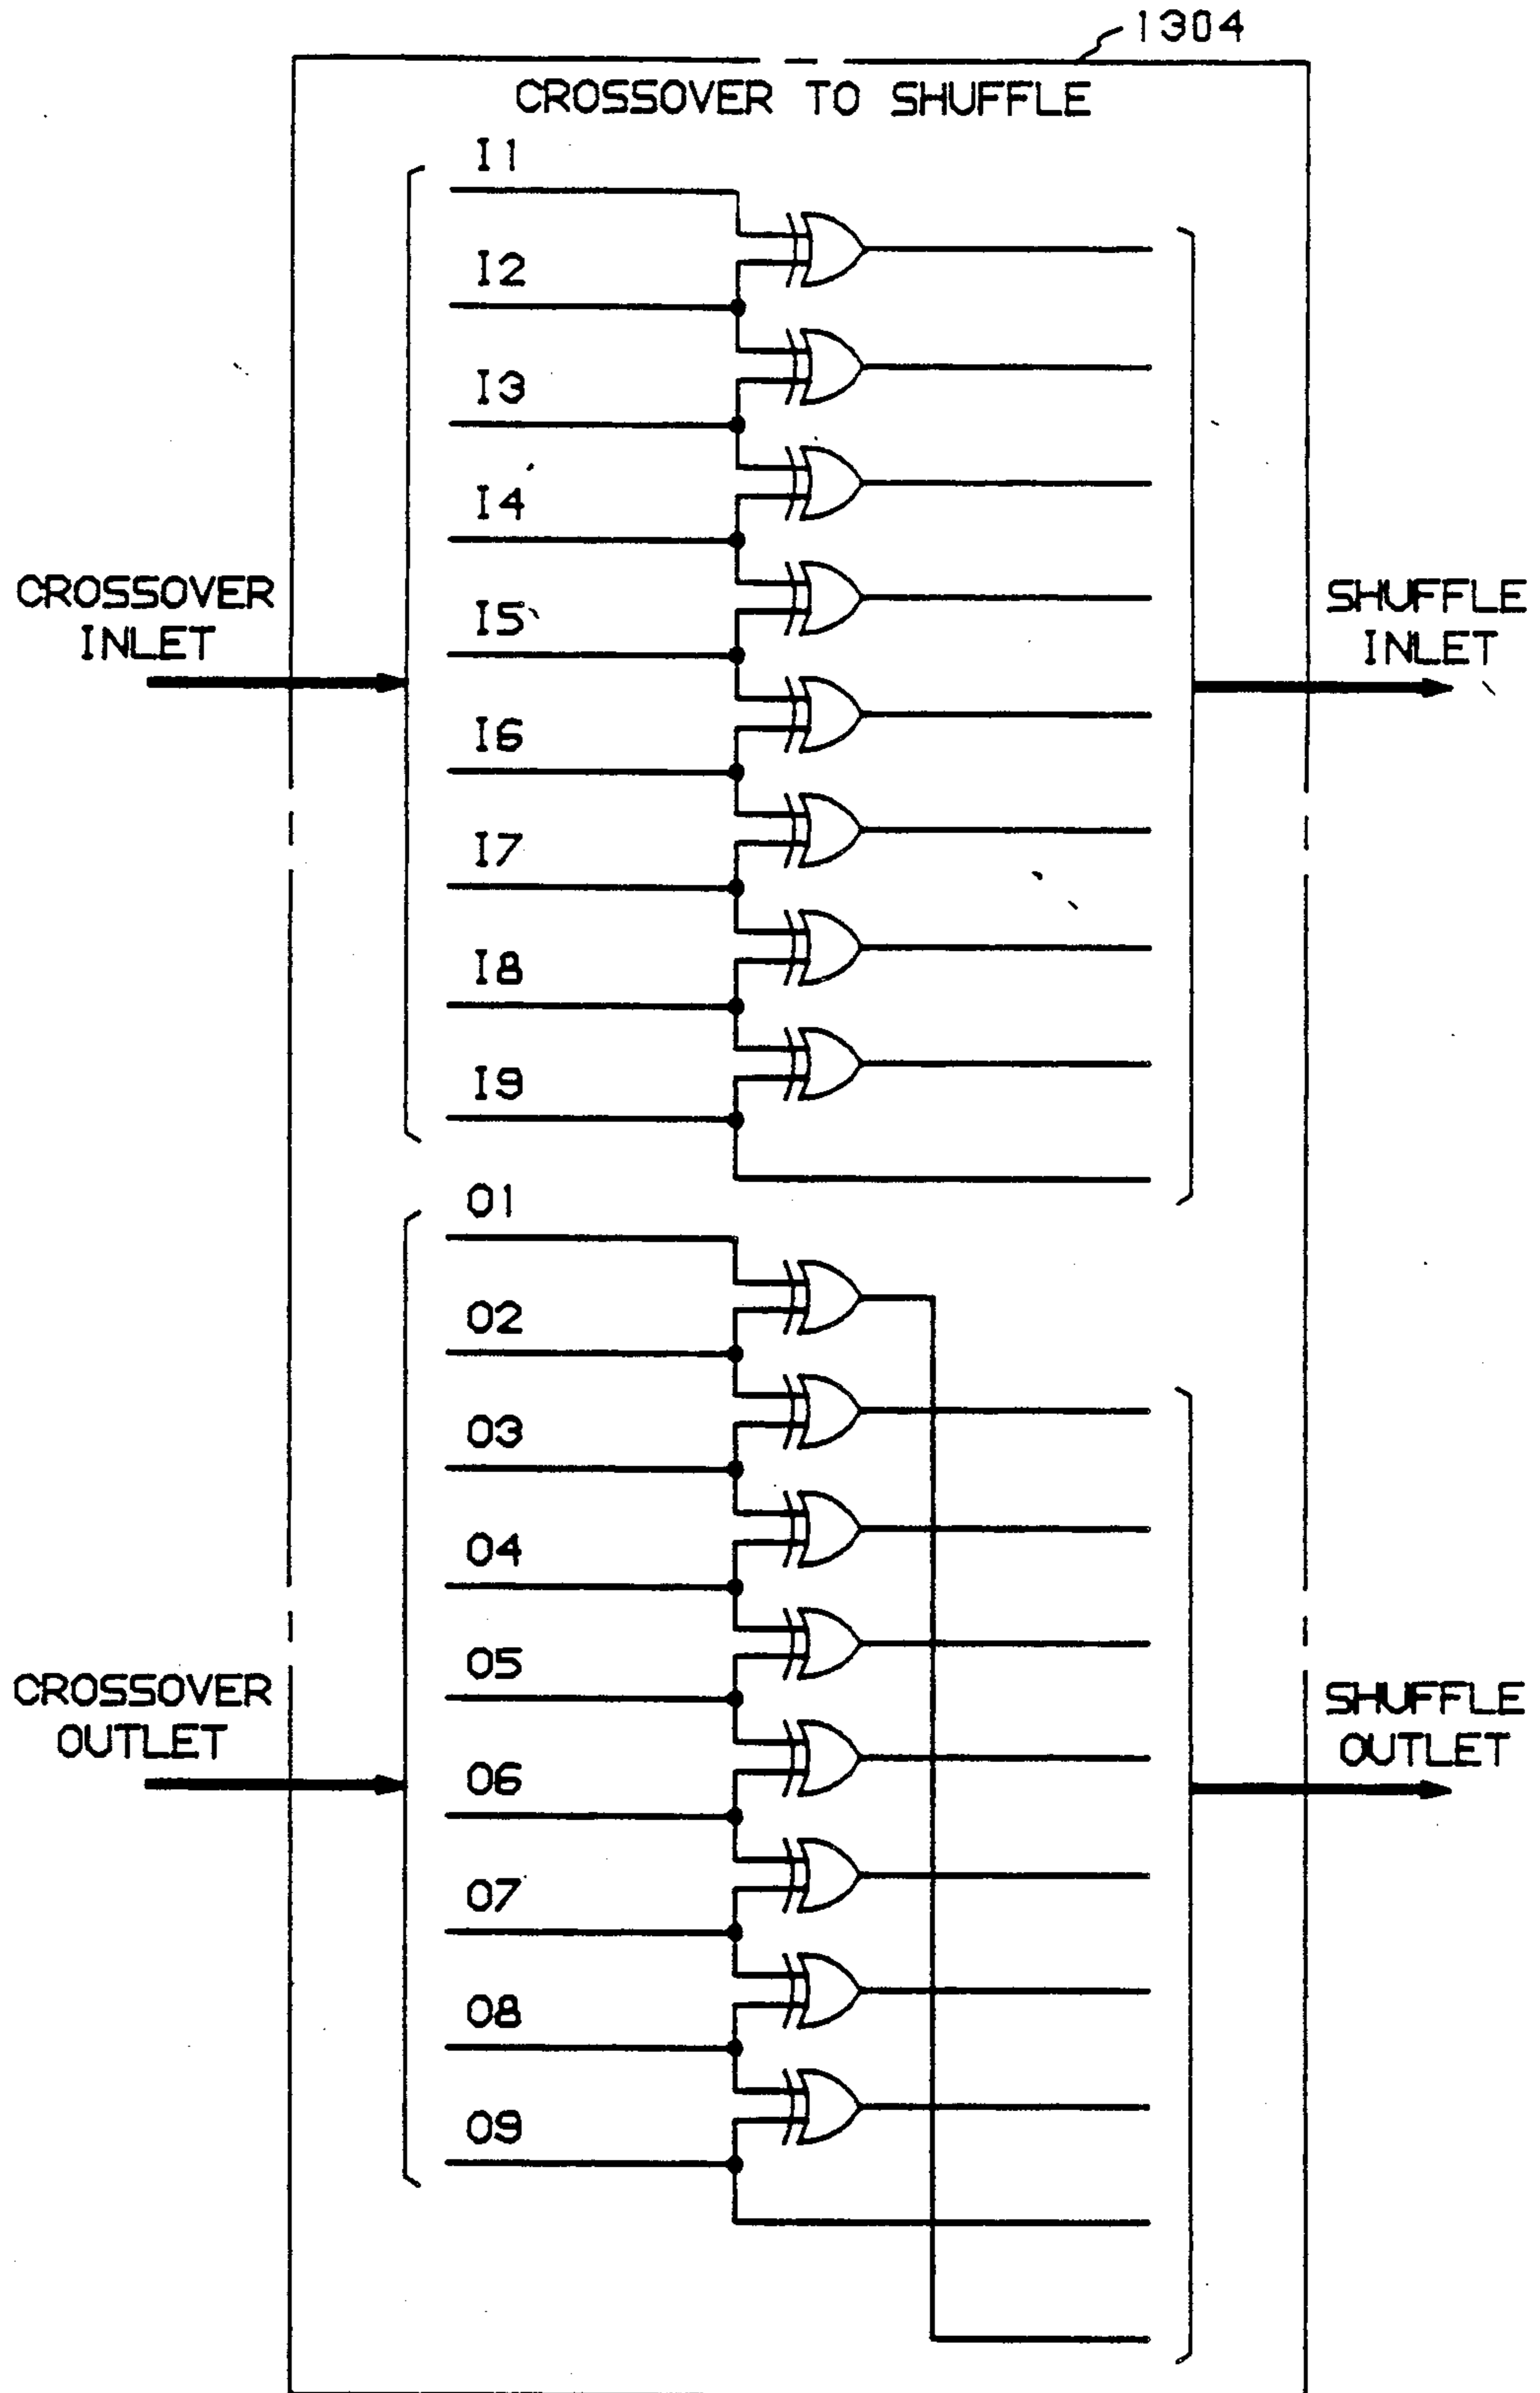 1304
CROSSOVER TO SHUFFLE
I1
I2
I3
I4
CROSSOVER
INLET
SHUFFLE
INLET
I5
I6
I7
I8
I9
O1
O2
O3
O4
O5
CROSSOVER
OUTLET
SHUFFLE
OUTLET
O6
O7
O8
O9